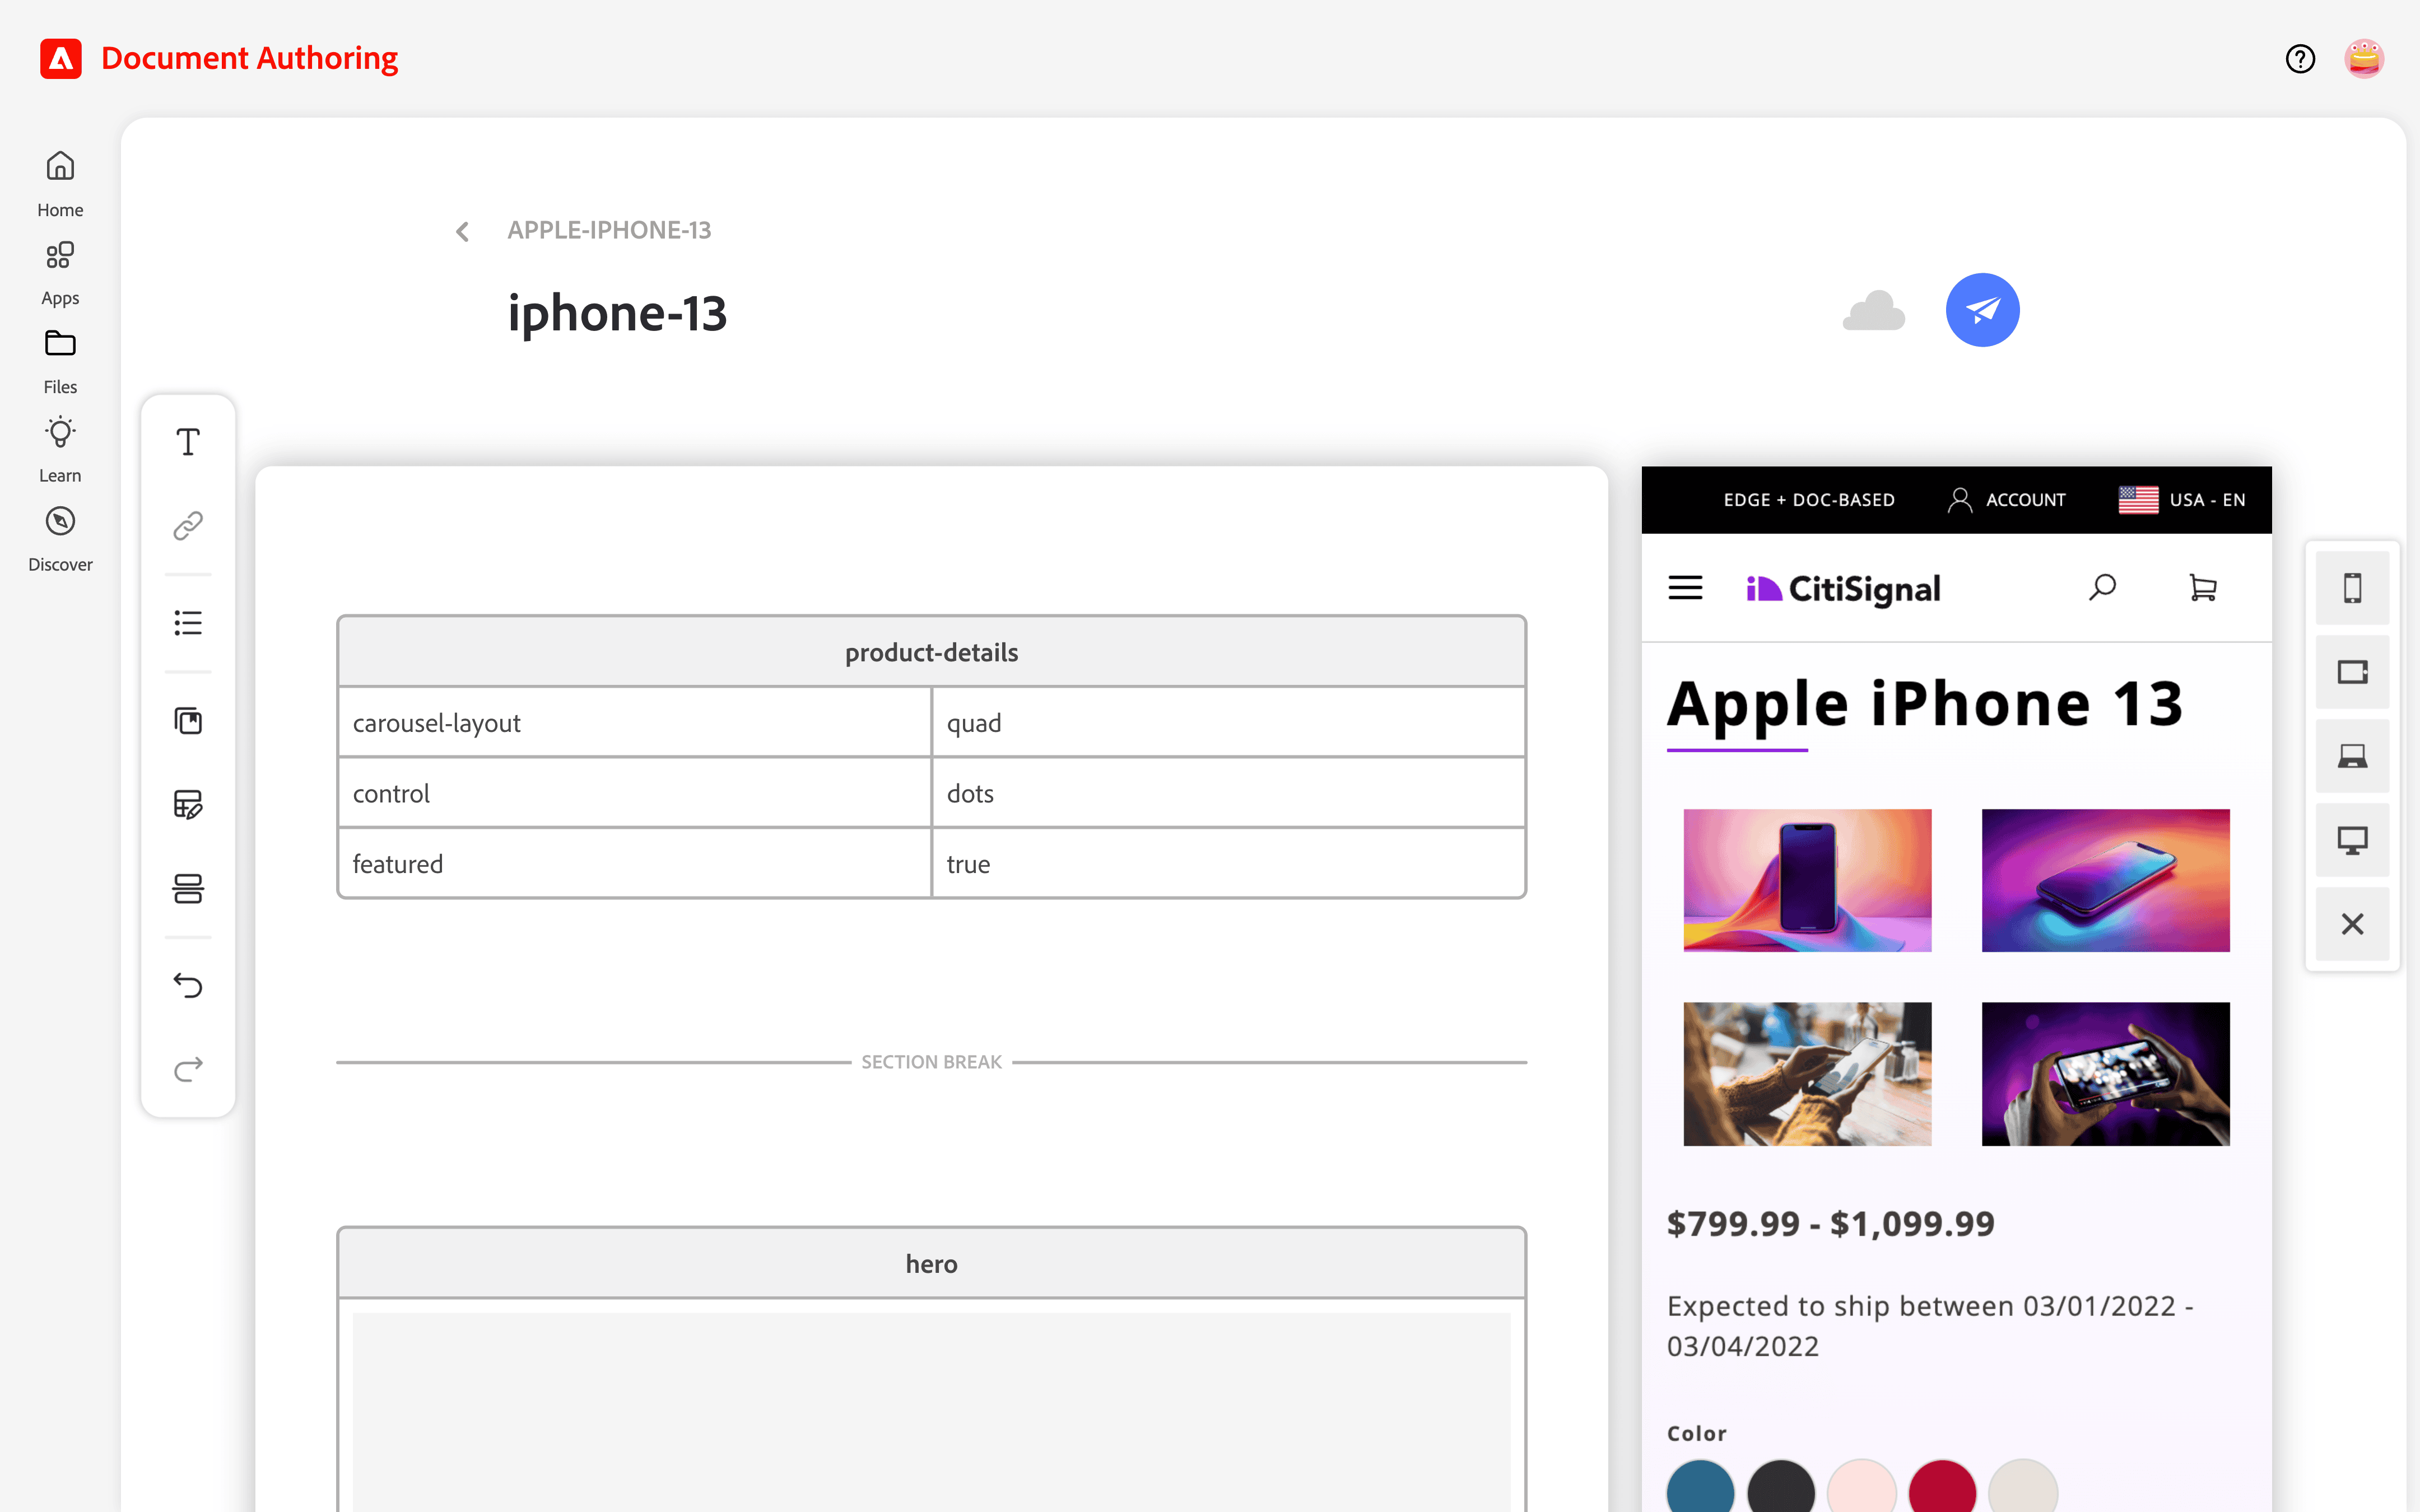 Document Authoring
Home
Apps
Files
Learn
Discover
APPLE-IPHONE-13
iphone-13
product-details
carousel-layout quad
control dots
featured true
SECTION BREAK
hero
EDGE + DOC-BASED ACCOUNT USA - EN
CitiSignal
Apple iPhone 13
$799.99 - $1,099.99
Expected to ship between 03/01/2022 -
03/04/2022
Color